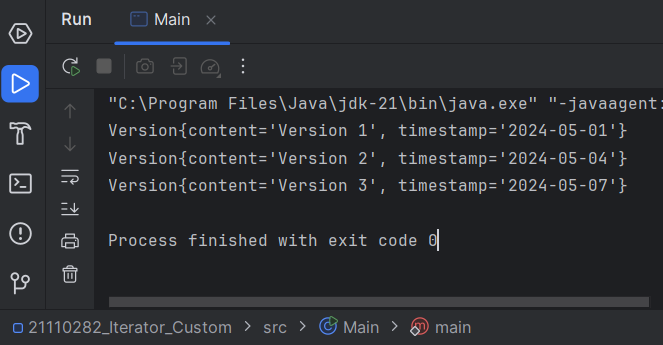 Run Main
"C:\Program Files\Java\jdk-21\bin\java.exe" "-javaagent:
Version{content='Version 1', timestamp='2024-05-01'}
Version{content='Version 2', timestamp='2024-05-04'}
Version{content='Version 3', timestamp='2024-05-07'}
Process finished with exit code 0
21110282_Iterator_Custom > src > Main > main